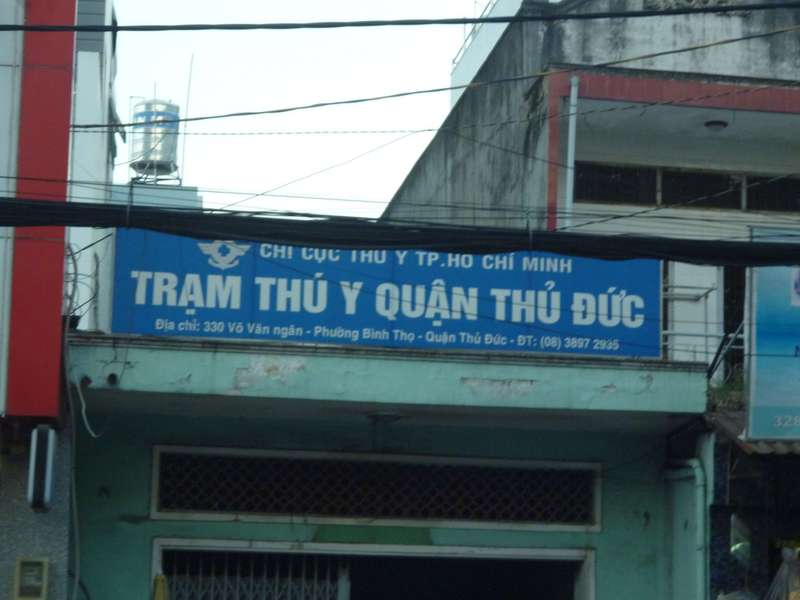 CHI CỤC THÚ Y TP.HỒ CHÍ MINH
TRẠM THÚ Y QUẬN THỦ ĐỨC
Địa chỉ: 330 Võ Văn ngân - Phường Bình Thọ - Quận Thủ Đức - ĐT: (08) 3897 2935
328